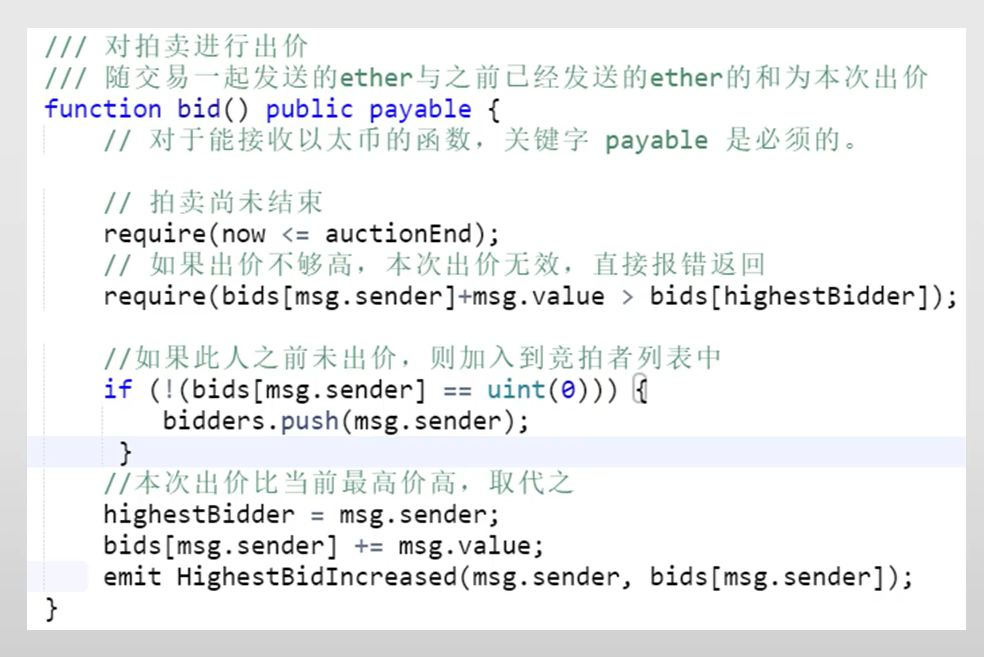 /// 对拍卖进行出价
/// 随交易一起发送的ether与之前已经发送的ether的和为本次出价
function bid() public payable {
// 对于能接收以太币的函数，关键字 payable 是必须的。
// 拍卖尚未结束
require(now <= auctionEnd);
// 如果出价不够高，本次出价无效，直接报错返回
require(bids[msg.sender]+msg.value > bids[highestBidder]);
//如果此人之前未出价，则加入到竞拍者列表中
if (!(bids[msg.sender] == uint(0))) {
bidders.push(msg.sender);
}
//本次出价比当前最高价高，取代之
highestBidder = msg.sender;
bids[msg.sender] += msg.value;
emit HighestBidIncreased(msg.sender, bids[msg.sender]);
}